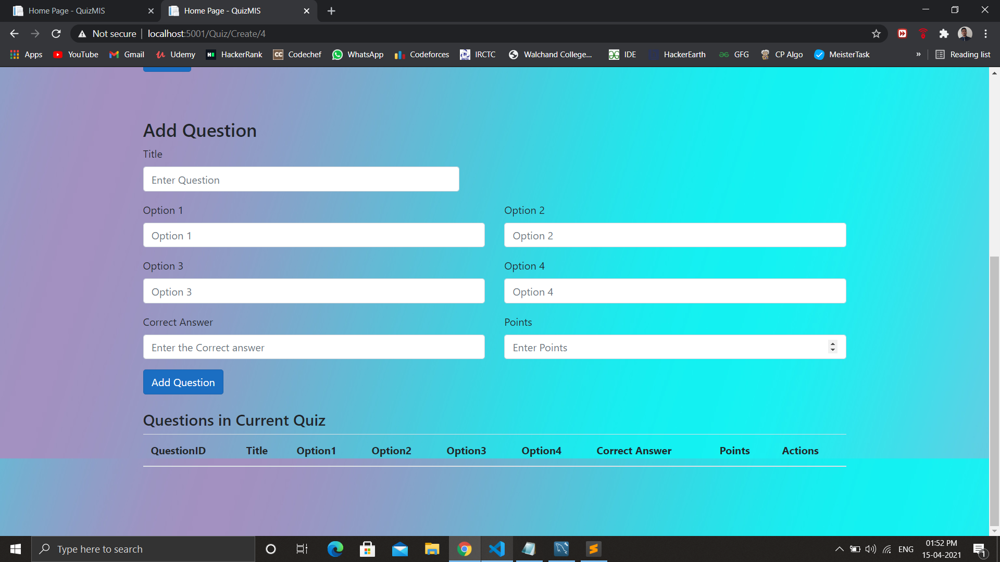 Home Page - QuizMIS
Home Page - QuizMIS
Not secure | localhost:5001/Quiz/Create/4
Apps YouTube Gmail Udemy HackerRank Codechef WhatsApp Codeforces IRCTC Walchand College... IDE HackerEarth GFG CP Algo MeisterTask » Reading list
Add Question
Title
Enter Question
Option 1 Option 2
Option 1 Option 2
Option 3 Option 4
Option 3 Option 4
Correct Answer Points
Enter the Correct answer Enter Points
Add Question
Questions in Current Quiz
QuestionID Title Option1 Option2 Option3 Option4 Correct Answer Points Actions
Type here to search
ENG
01:52 PM
15-04-2021
1